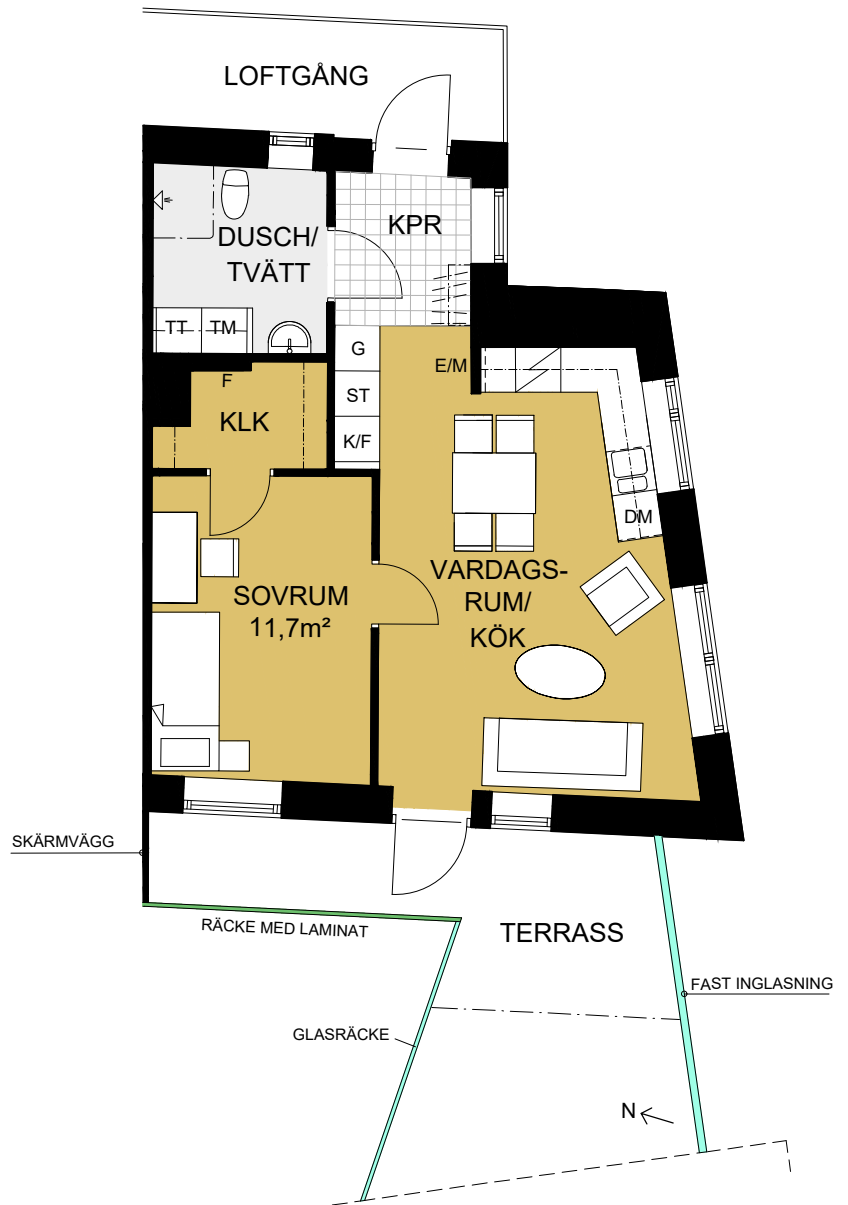 LOFTGÅNG
KPR
DUSCH/
TVÄTT
TT
TM
G
E/M
F
ST
KLK
K/F
DM
VARDAGS-
RUM/
KÖK
SOVRUM
11,7m²
SKÄRMVÄGG
RÄCKE MED LAMINAT
TERRASS
FAST INGLASNING
GLASRÄCKE
N